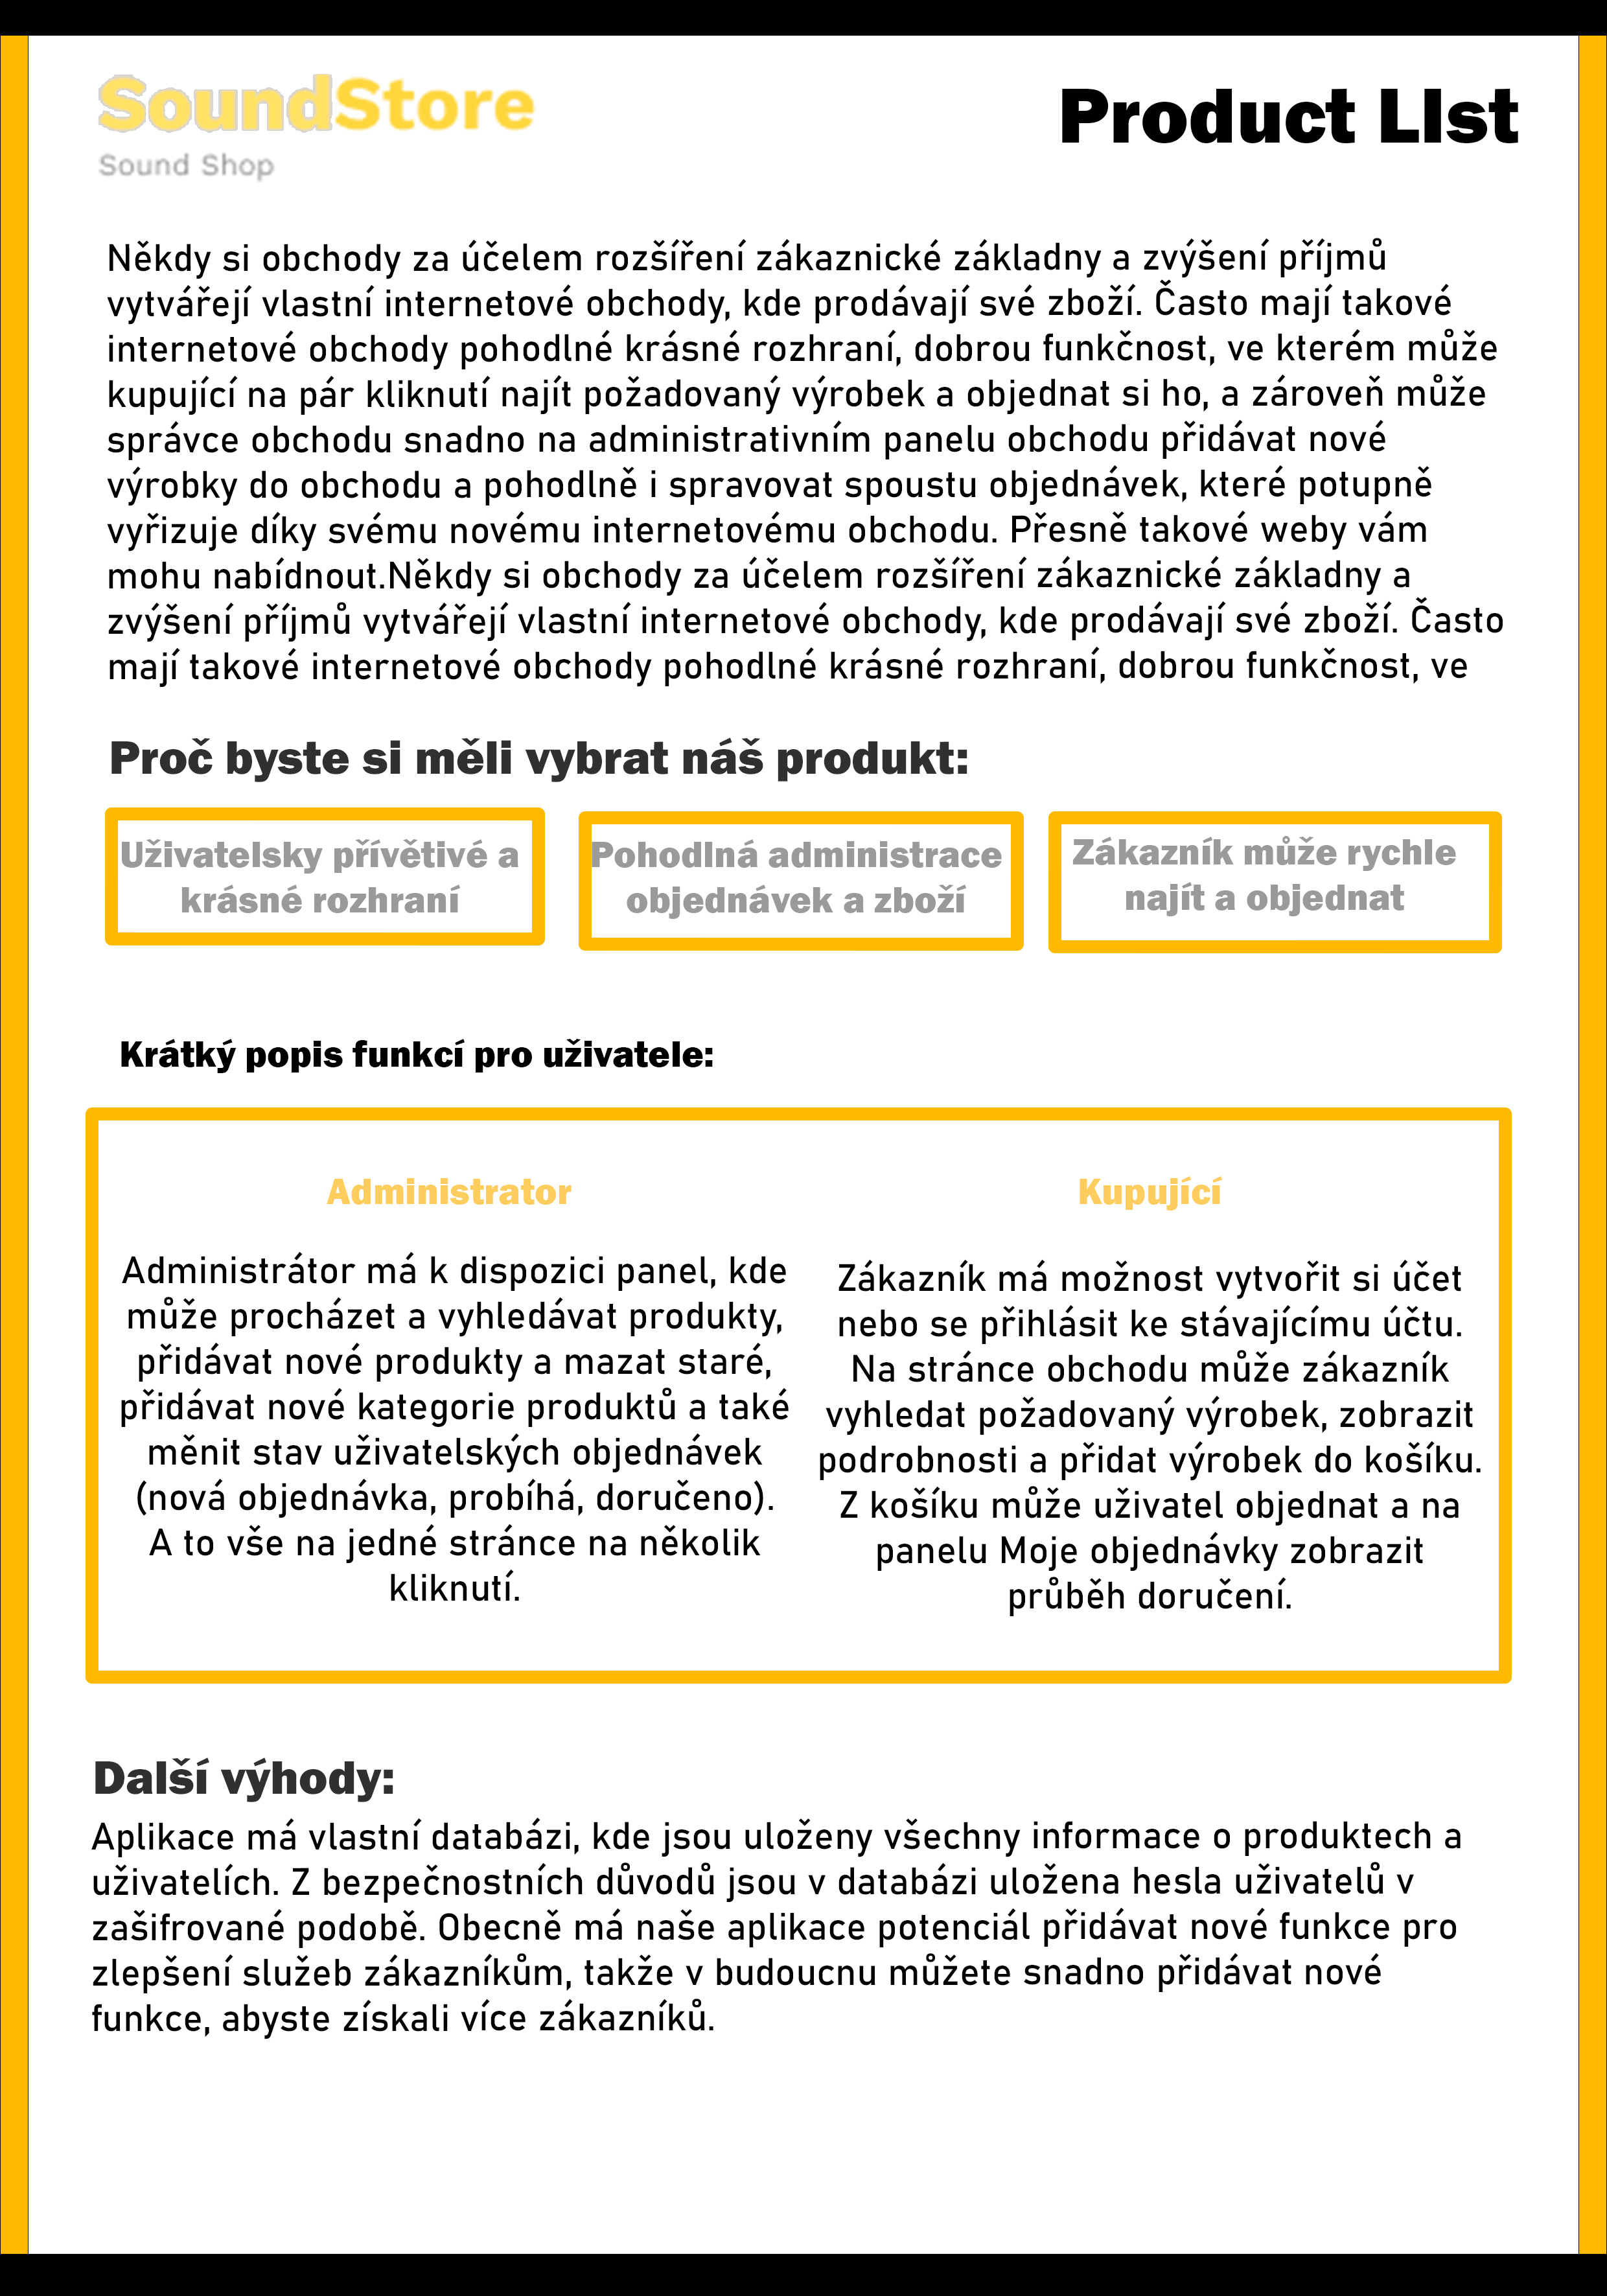 SoundStore
Sound Shop
Product LIst
Někdy si obchody za účelem rozšíření zákaznické základny a zvýšení příjmů
vytvářejí vlastní internetové obchody, kde prodávají své zboží. Často mají takové
internetové obchody pohodlné krásné rozhraní, dobrou funkčnost, ve kterém může
kupující na pár kliknutí najít požadovaný výrobek a objednat si ho, a zároveň může
správce obchodu snadno na administrativním panelu obchodu přidávat nové
výrobky do obchodu a pohodlně i spravovat spoustu objednávek, které potupně
vyřizuje díky svému novému internetovému obchodu. Přesně takové weby vám
mohu nabídnout.Někdy si obchody za účelem rozšíření zákaznické základny a
zvýšení příjmů vytvářejí vlastní internetové obchody, kde prodávají své zboží. Často
mají takové internetové obchody pohodlné krásné rozhraní, dobrou funkčnost, ve
Proč byste si měli vybrat náš produkt:
Uživatelsky přívětivé a
krásné rozhraní
Pohodlná administrace
objednávek a zboží
Zákazník může rychle
najít a objednat
Krátký popis funkcí pro uživatele:
Administrator
Administrátor má k dispozici panel, kde
může procházet a vyhledávat produkty,
přidávat nové produkty a mazat staré,
přidávat nové kategorie produktů a také
měnit stav uživatelských objednávek
(nová objednávka, probíhá, doručeno).
A to vše na jedné stránce na několik
kliknutí.
Kupující
Zákazník má možnost vytvořit si účet
nebo se přihlásit ke stávajícímu účtu.
Na stránce obchodu může zákazník
vyhledat požadovaný výrobek, zobrazit
podrobnosti a přidat výrobek do košíku.
Z košíku může uživatel objednat a na
panelu Moje objednávky zobrazit
průběh doručení.
Další výhody:
Aplikace má vlastní databázi, kde jsou uloženy všechny informace o produktech a
uživatelích. Z bezpečnostních důvodů jsou v databázi uložena hesla uživatelů v
zašifrované podobě. Obecně má naše aplikace potenciál přidávat nové funkce pro
zlepšení služeb zákazníkům, takže v budoucnu můžete snadno přidávat nové
funkce, abyste získali více zákazníků.